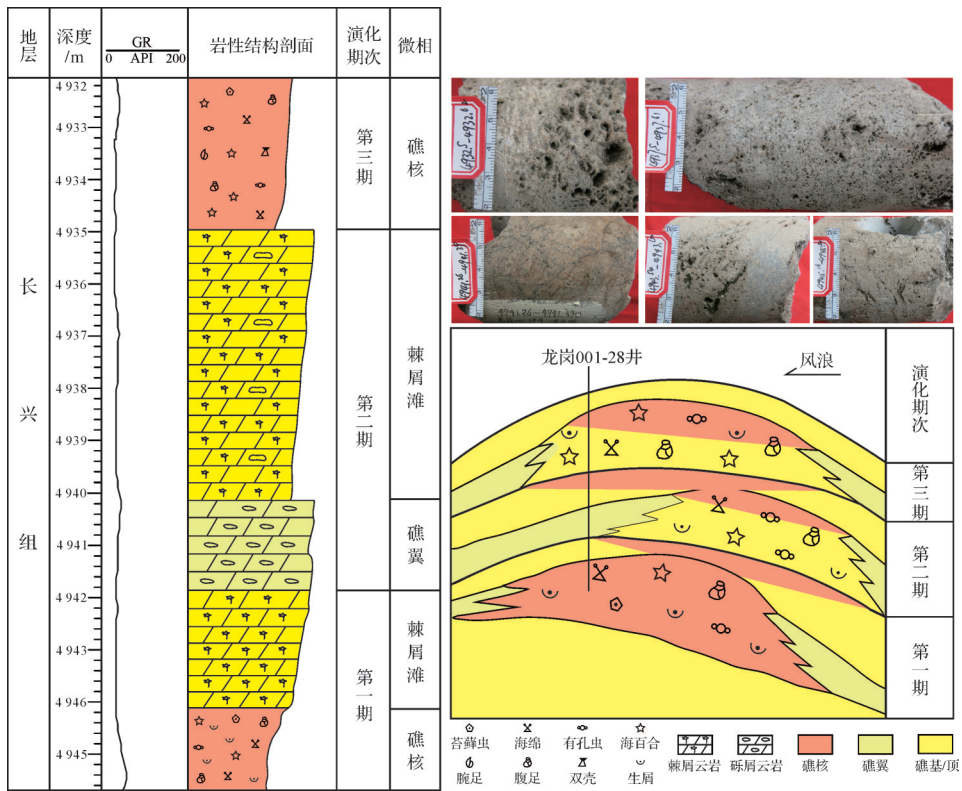 地层
深度/m
GR
0 API 200
岩性结构剖面
演化期次
微相
4 932
4 933
4 934
4 935
4 936
4 937
4 938
4 939
4 940
4 941
4 942
4 943
4 946
4 945
长兴组
第三期
第二期
第一期
礁核
棘屑滩
礁翼
棘屑滩
礁核
龙岗001-28井
风浪
演化期次
第三期
第二期
第一期
苔藓虫
海绵
有孔虫
海百合
腕足
腹足
双壳
生屑
棘屑云岩
砾屑云岩
礁核
礁翼
礁基/顶